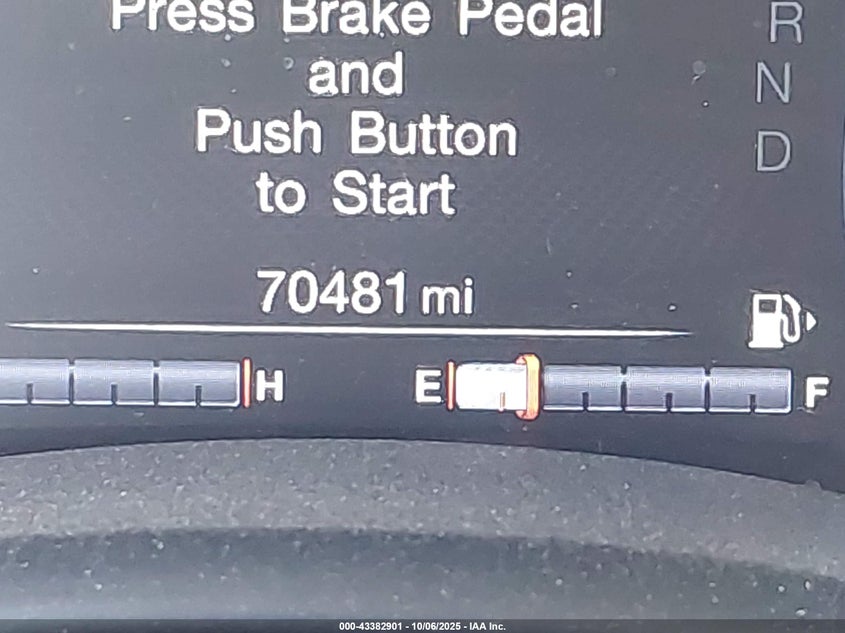 Press Brake Pedal
and
Push Button
to Start
R
N
D
70481 mi
H
E
F
000-43382901 - 10/06/2025 - IAA Inc.